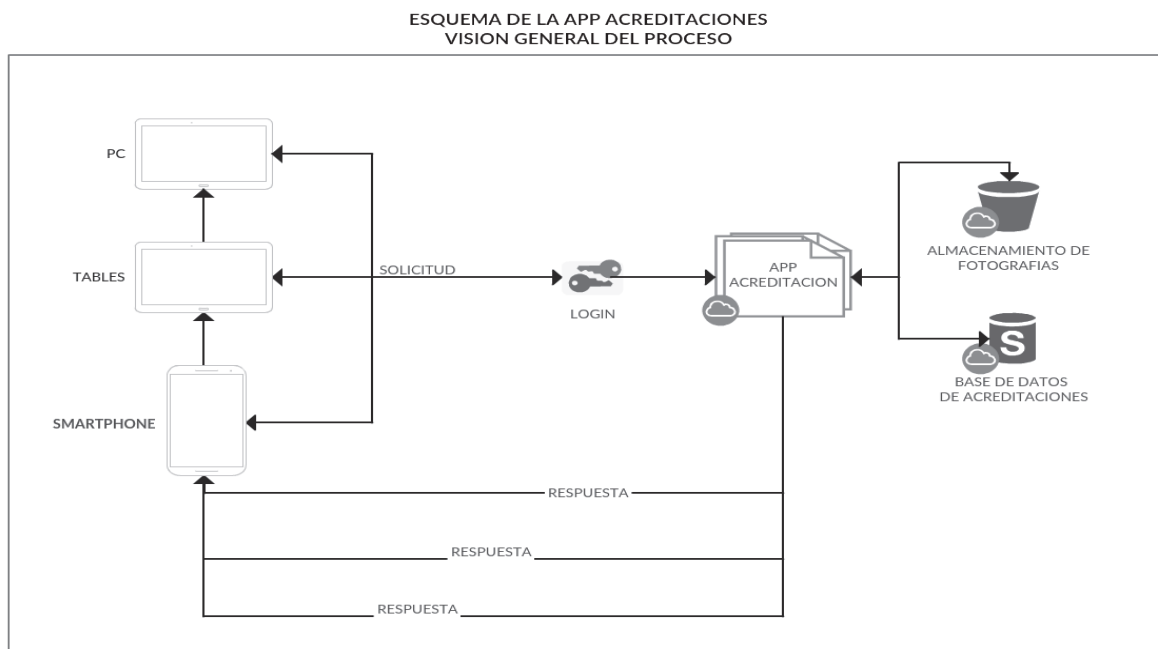 ESQUEMA DE LA APP ACREDITACIONES
VISION GENERAL DEL PROCESO
PC
TABLES
SOLICITUD
SMARTPHONE
LOGIN
APP
ACREDITACION
ALMACENAMIENTO DE
FOTOGRAFIAS
S
BASE DE DATOS
DE ACREDITACIONES
RESPUESTA
RESPUESTA
RESPUESTA